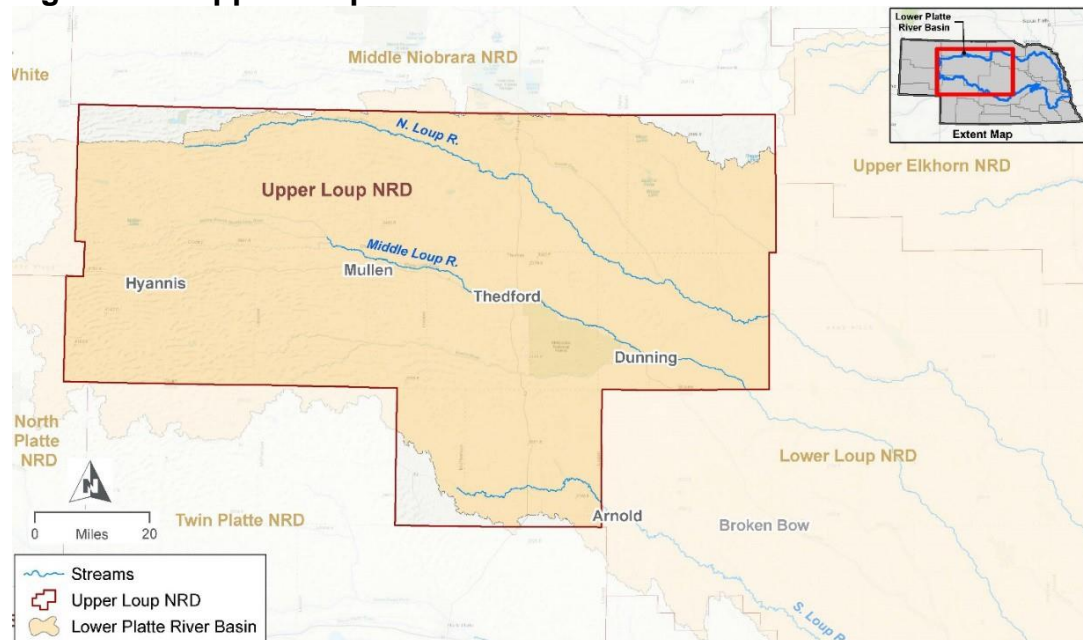 Lower Platte
River Basin
Extent Map
White
Middle Niobrara NRD
N. Loup R.
Upper Elkhorn NRD
Upper Loup NRD
Middle Loup R.
Mullen
Hyannis
Thedford
Dunning
North
Platte
NRD
Lower Loup NRD
Twin Platte NRD
Arnold
Broken Bow
S. Loup R.
N
0 Miles 20
Streams
Upper Loup NRD
Lower Platte River Basin